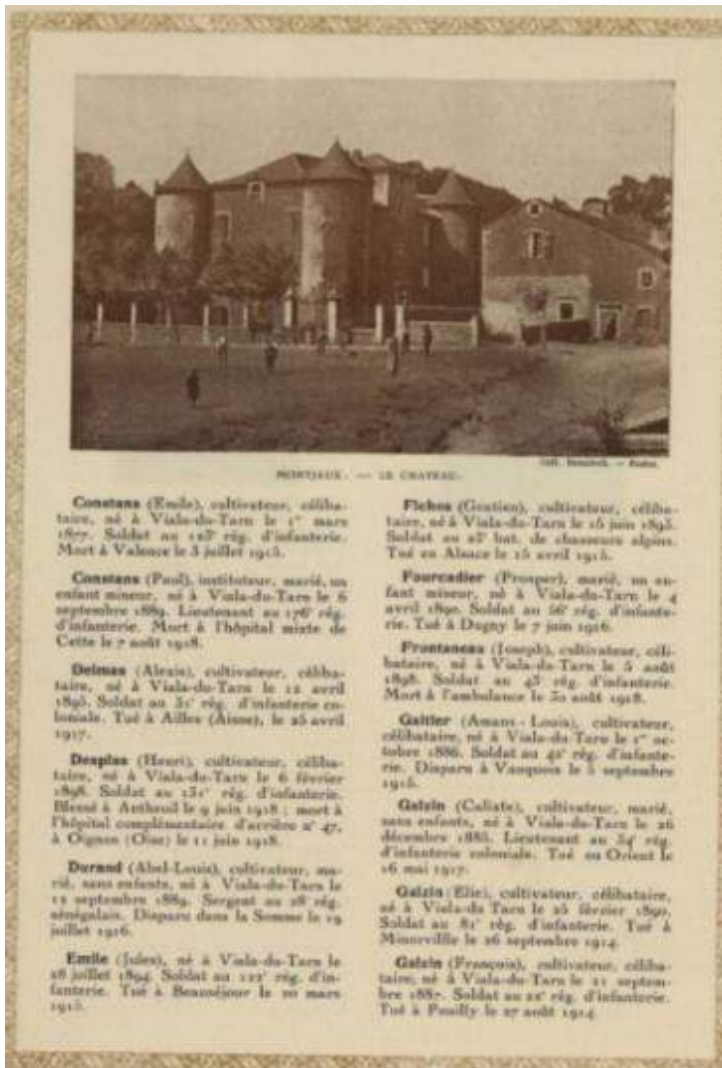 MONTJAUX. — LE CHATEAU.
Constans (Emile), cultivateur, céliba-
taire, né à Viala-du-Tarn le 1er mars
1877. Soldat au 123e rég. d'infanterie.
Mort à Valence le 3 juillet 1915.
Constans (Paul), instituteur, marié, un
enfant mineur, né à Viala-du-Tarn le 6
septembre 1889. Lieutenant au 176e rég.
d'infanterie. Mort à l'hôpital mixte de
Cette le 7 août 1918.
Delmas (Alexis), cultivateur, céliba-
taire, né à Viala-du-Tarn le 12 avril
1895. Soldat au 31e rég. d'infanterie co-
loniale. Tué à Ailles (Aisne), le 25 avril
1917.
Desplas (Henri), cultivateur, céliba-
taire, né à Viala-du-Tarn le 6 février
1898. Soldat au 131e rég. d'infanterie.
Blessé à Antheuil le 9 juin 1918 ; mort à
l'hôpital complémentaire d'arrière n° 47,
à Oignon (Oise) le 11 juin 1918.
Durand (Abel-Louis), cultivateur, ma-
rié, sans enfants, né à Viala-du-Tarn le
12 septembre 1889. Sergent au 28e rég.
sénégalais. Disparu dans la Somme le 19
juillet 1916.
Emile (Jules), né à Viala-du-Tarn le
28 juillet 1894. Soldat au 122e rég. d'in-
fanterie. Tué à Beauséjour le 20 mars
1915.
Fichos (Gratien), cultivateur, céliba-
taire, né à Viala-du-Tarn le 15 juin 1893.
Soldat au 23e bat. de chasseurs alpins.
Tué en Alsace le 15 avril 1915.
Fourcadier (Prosper), marié, un en-
fant mineur, né à Viala-du-Tarn le 4
avril 1890. Soldat au 56e rég. d'infante-
rie. Tué à Dugny le 7 juin 1916.
Frontaneau (Joseph), cultivateur, céli-
bataire, né à Viala-du-Tarn le 5 août
1898. Soldat au 43e rég. d'infanterie.
Mort à l'ambulance le 30 août 1918.
Galtier (Amans-Louis), cultivateur,
célibataire, né à Viala-du-Tarn le 1er oc-
tobre 1886. Soldat au 42e rég. d'infante-
rie. Disparu à Vauquois le 5 septembre
1915.
Galzin (Calixte), cultivateur, marié,
sans enfants, né à Viala-du-Tarn le 26
décembre 1885. Lieutenant au 54e rég.
d'infanterie coloniale. Tué en Orient le
16 mai 1917.
Galzin (Elie), cultivateur, célibataire,
né à Viala-du-Tarn le 25 février 1890.
Soldat au 81e rég. d'infanterie. Tué à
Minorville le 26 septembre 1914.
Galzin (François), cultivateur, céliba-
taire, né à Viala-du-Tarn le 21 septem-
bre 1887. Soldat au 22e rég. d'infanterie.
Tué à Pouilly le 27 août 1914.